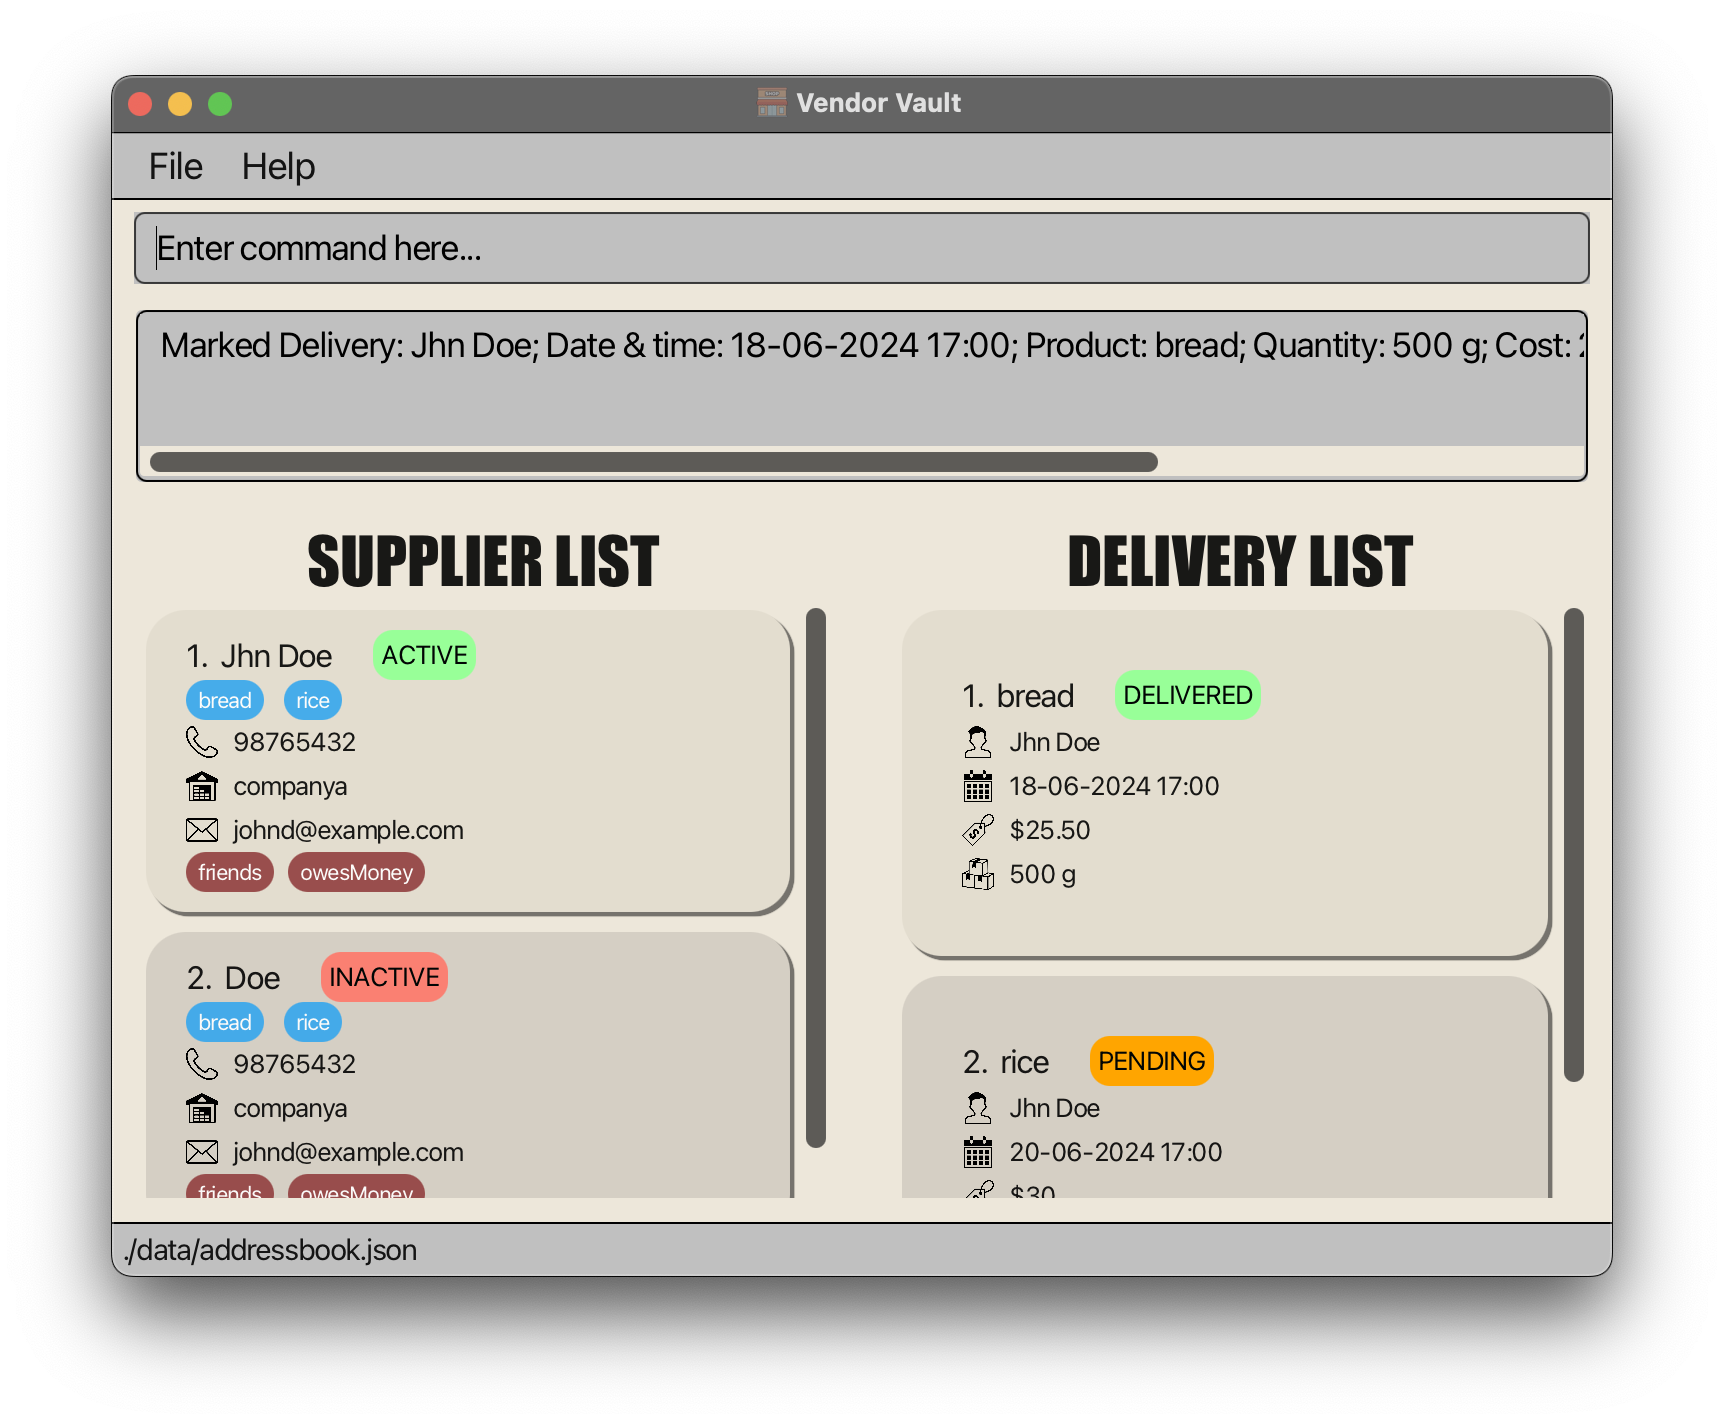 Vendor Vault
File Help
Enter command here...
Marked Delivery: Jhn Doe; Date & time: 18-06-2024 17:00; Product: bread; Quantity: 500 g; Cost:
SUPPLIER LIST
1. Jhn Doe ACTIVE
bread rice
98765432
companya
johnd@example.com
friends owesMoney
2. Doe INACTIVE
bread rice
98765432
companya
johnd@example.com
friends owesMoney
DELIVERY LIST
1. bread DELIVERED
Jhn Doe
18-06-2024 17:00
$25.50
500 g
2. rice PENDING
Jhn Doe
20-06-2024 17:00
$30
./data/addressbook.json